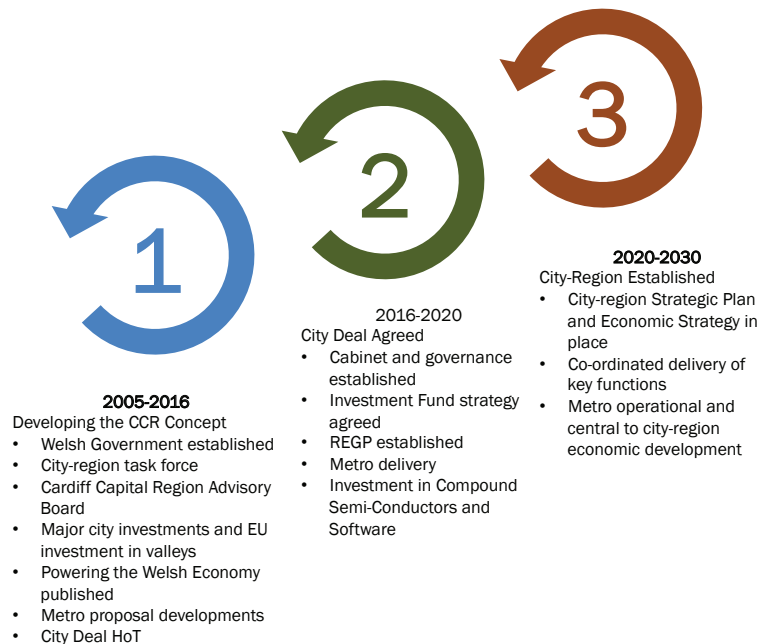 1
2005-2016
Developing the CCR Concept
• Welsh Government established
• City-region task force
• Cardiff Capital Region Advisory
Board
• Major city investments and EU
investment in valleys
• Powering the Welsh Economy
published
• Metro proposal developments
• City Deal HoT
2
2016-2020
City Deal Agreed
• Cabinet and governance
established
• Investment Fund strategy
agreed
• REGP established
• Metro delivery
• Investment in Compound
Semi-Conductors and
Software
3
2020-2030
City-Region Established
• City-region Strategic Plan
and Economic Strategy in
place
• Co-ordinated delivery of
key functions
• Metro operational and
central to city-region
economic development